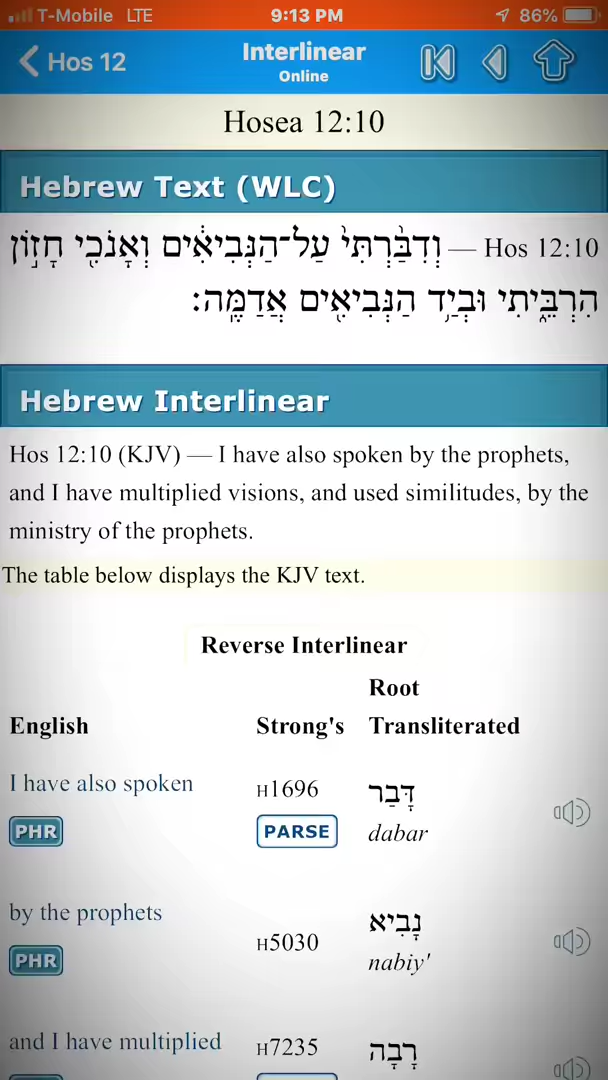 T-Mobile LTE 9:13 PM 86%
Hos 12 Interlinear
Online
Hosea 12:10
Hebrew Text (WLC)
Hos 12:10 — וְדִבַּ֙רְתִּי֙ עַל־הַנְּבִיאִ֔ים וְאָנֹכִ֖י חָז֣וֹן
הִרְבֵּ֑יתִי וּבְיַ֥ד הַנְּבִיאִ֖ים אֲדַמֶּֽה׃
Hebrew Interlinear
Hos 12:10 (KJV) — I have also spoken by the prophets,
and I have multiplied visions, and used similitudes, by the
ministry of the prophets.
The table below displays the KJV text.
Reverse Interlinear
Root
English Strong's Transliterated
I have also spoken H1696 דָּבַר
PHR PARSE dabar
by the prophets H5030 נָבִיא
PHR nabiy'
and I have multiplied H7235 רָבָה